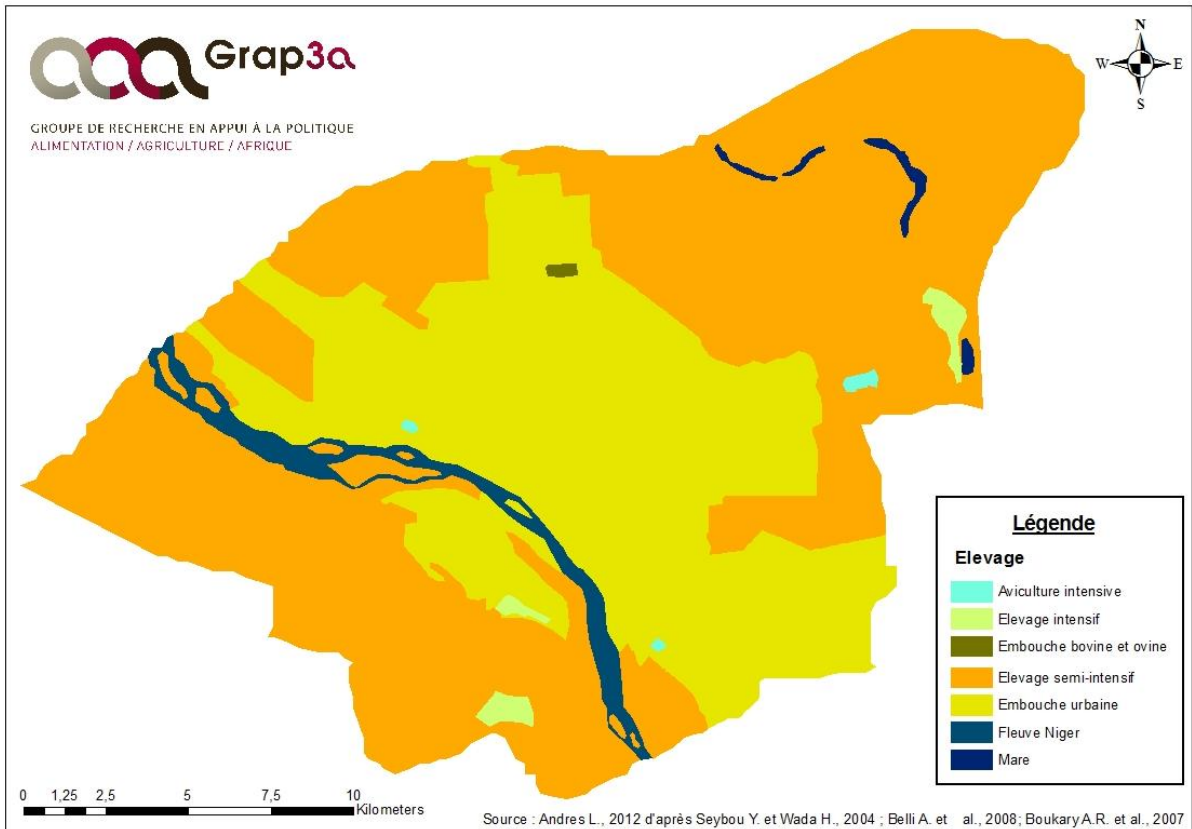 Grap3a
GROUPE DE RECHERCHE EN APPUI À LA POLITIQUE
ALIMENTATION / AGRICULTURE / AFRIQUE
N
W E
S
Légende
Elevage
Aviculture intensive
Elevage intensif
Embouche bovine et ovine
Elevage semi-intensif
Embouche urbaine
Fleuve Niger
Mare
0 1,25 2,5 5 7,5 10
Kilometers
Source : Andres L., 2012 d'après Seybou Y. et Wada H., 2004 ; Belli A. et al., 2008; Boukary A.R. et al., 2007